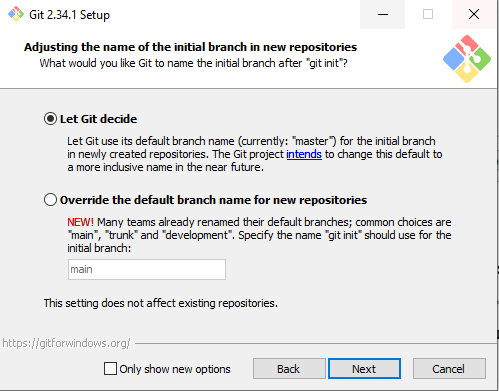 Git 2.34.1 Setup
Adjusting the name of the initial branch in new repositories
What would you like Git to name the initial branch after "git init"?
Let Git decide
Let Git use its default branch name (currently: "master") for the initial branch
in newly created repositories. The Git project intends to change this default to
a more inclusive name in the near future.
Override the default branch name for new repositories
NEW! Many teams already renamed their default branches; common choices are
"main", "trunk" and "development". Specify the name "git init" should use for the
initial branch:
main
This setting does not affect existing repositories.
https://gitforwindows.org/
Only show new options
Back
Next
Cancel